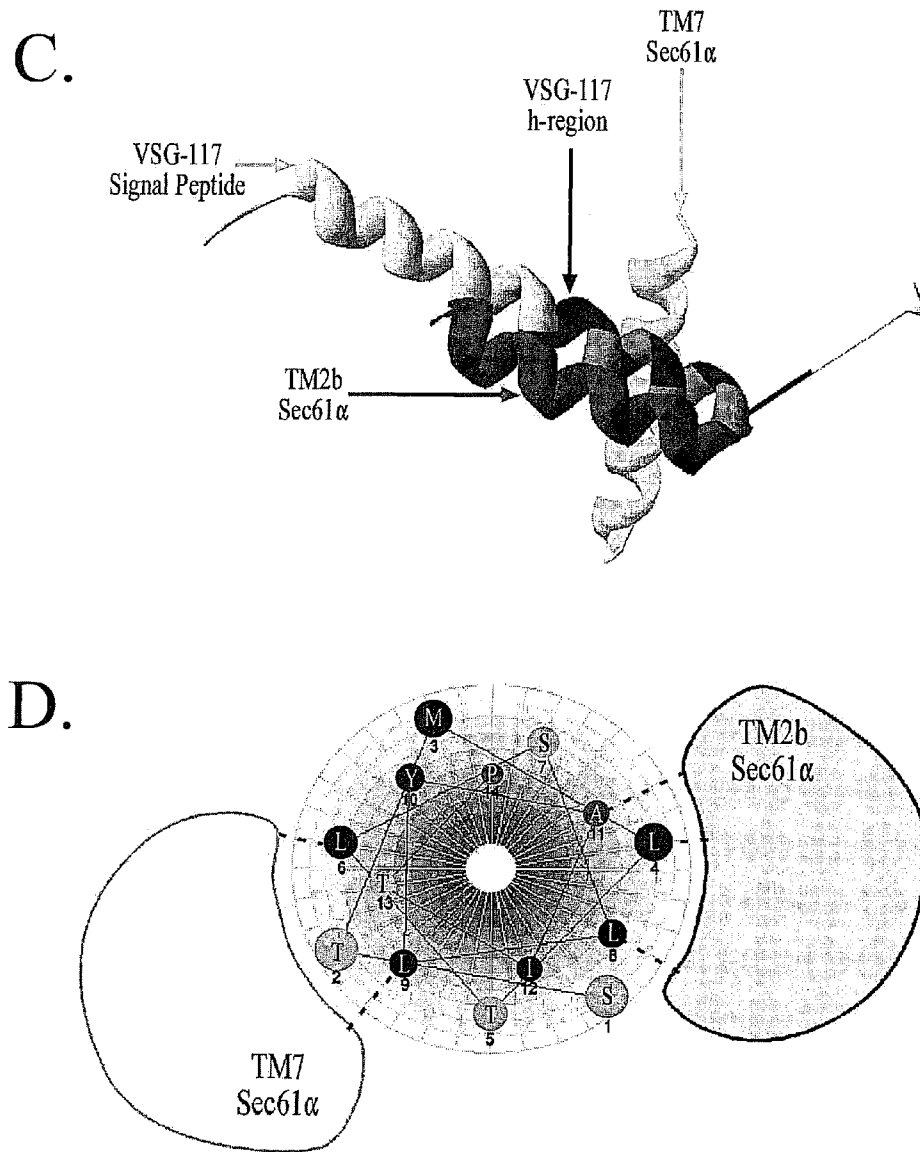 C.
TM7
Sec61α
VSG-117
h-region
VSG-117
Signal Peptide
TM2b
Sec61α
D.
M
3
S
7
Y
10
P
14
A
11
L
6
L
4
T
13
T
2
L
9
L
8
I
12
S
1
T
5
TM2b
Sec61α
TM7
Sec61α